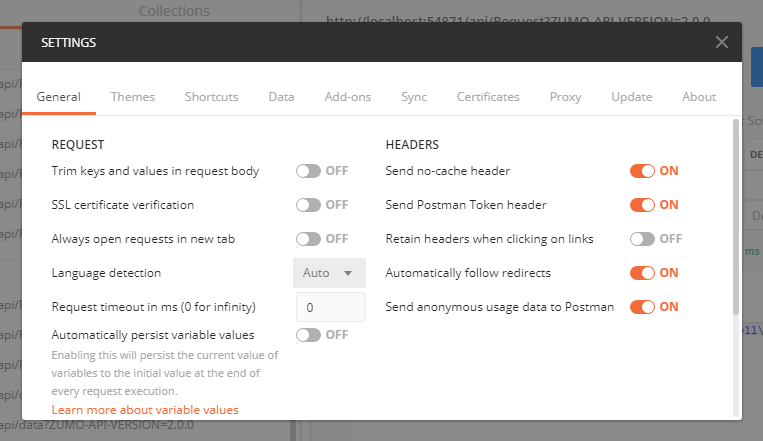 Collections
http://localhost:54871/api/Request?ZUMO-API-VERSION=2.0.0
SETTINGS
General Themes Shortcuts Data Add-ons Sync Certificates Proxy Update About
REQUEST
Trim keys and values in request body OFF
SSL certificate verification OFF
Always open requests in new tab OFF
Language detection Auto
Request timeout in ms (0 for infinity) 0
Automatically persist variable values OFF
Enabling this will persist the current value of
variables to the initial value at the end of
every request execution.
Learn more about variable values
HEADERS
Send no-cache header ON
Send Postman Token header ON
Retain headers when clicking on links OFF
Automatically follow redirects ON
Send anonymous usage data to Postman ON
api/data?ZUMO-API-VERSION=2.0.0
ms
=11\